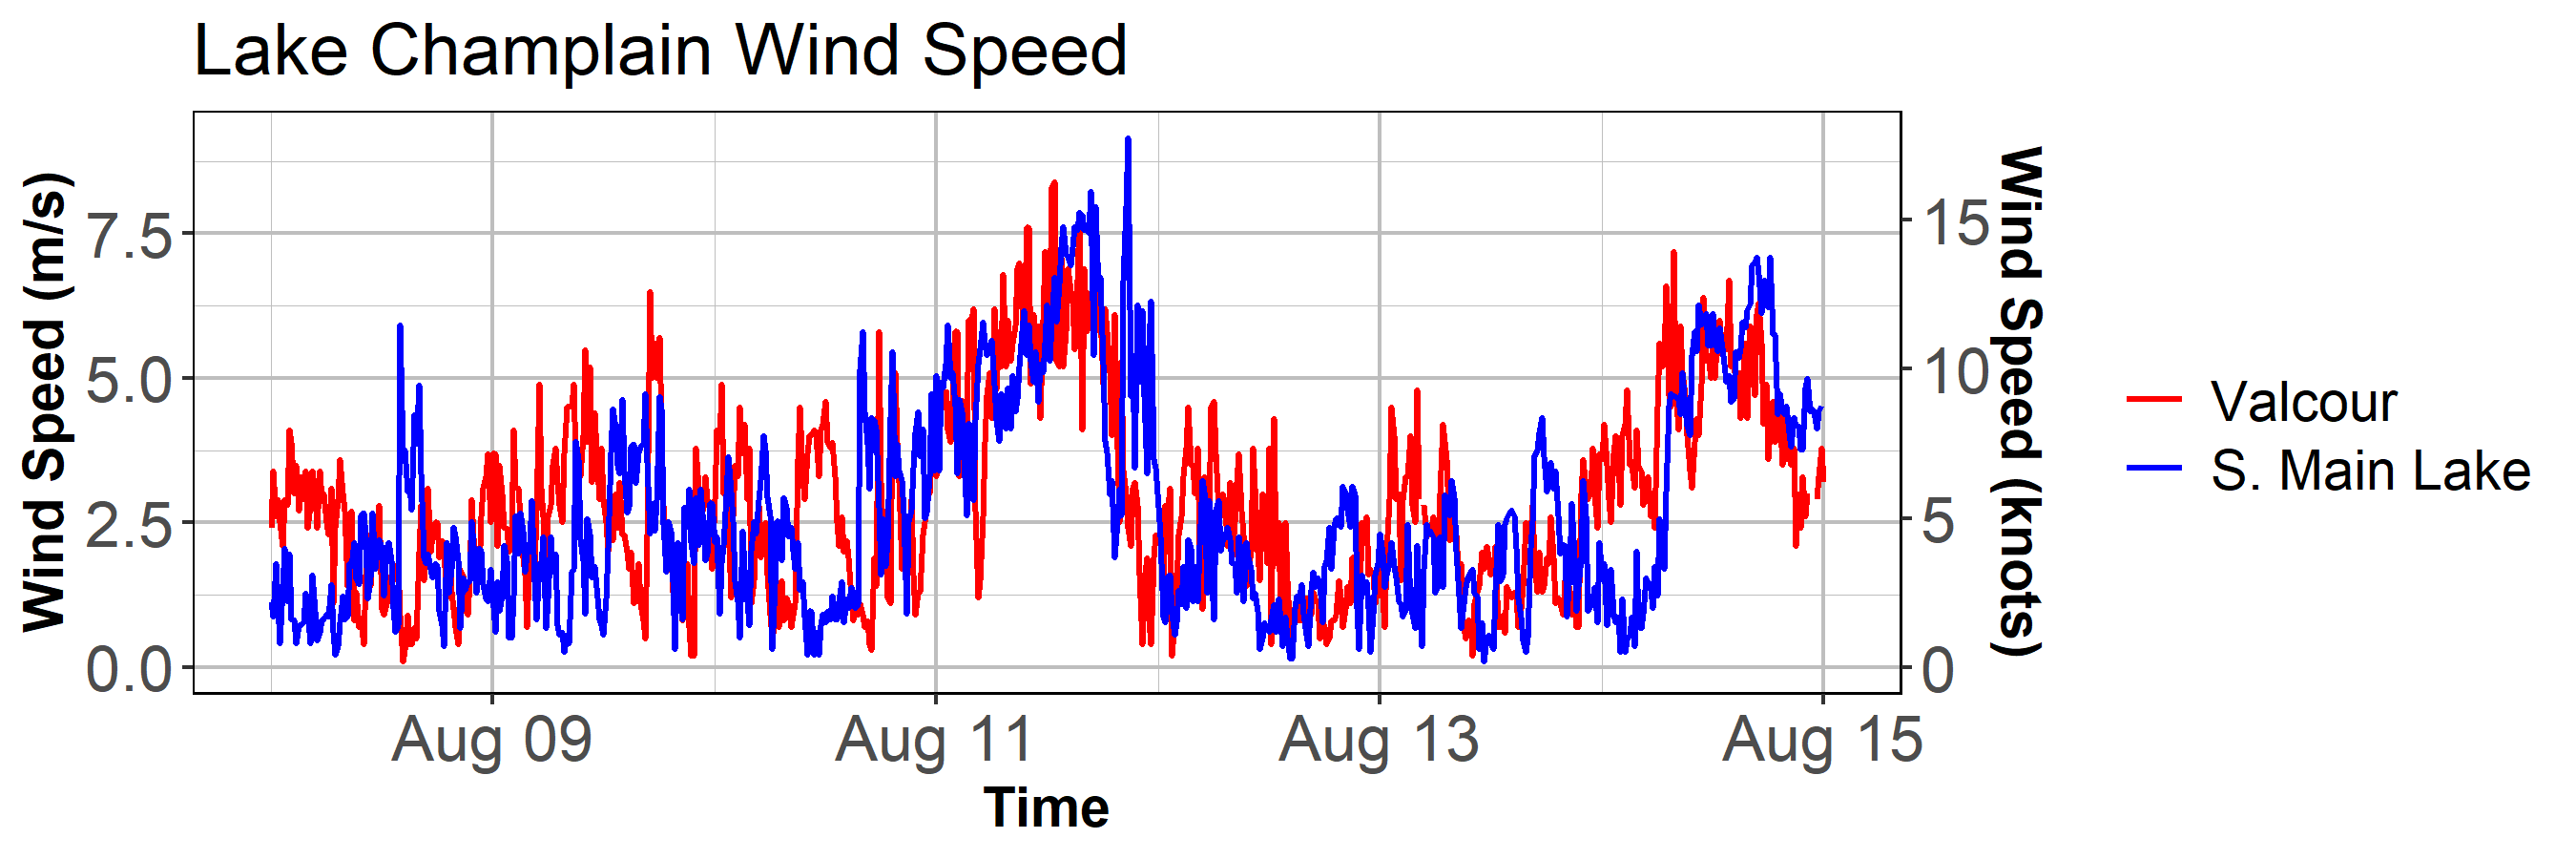 Lake Champlain Wind Speed
Wind Speed (m/s)
7.5
5.0
2.5
0.0
Wind Speed (knots)
15
10
5
0
Aug 09
Aug 11
Aug 13
Aug 15
Time
Valcour
S. Main Lake